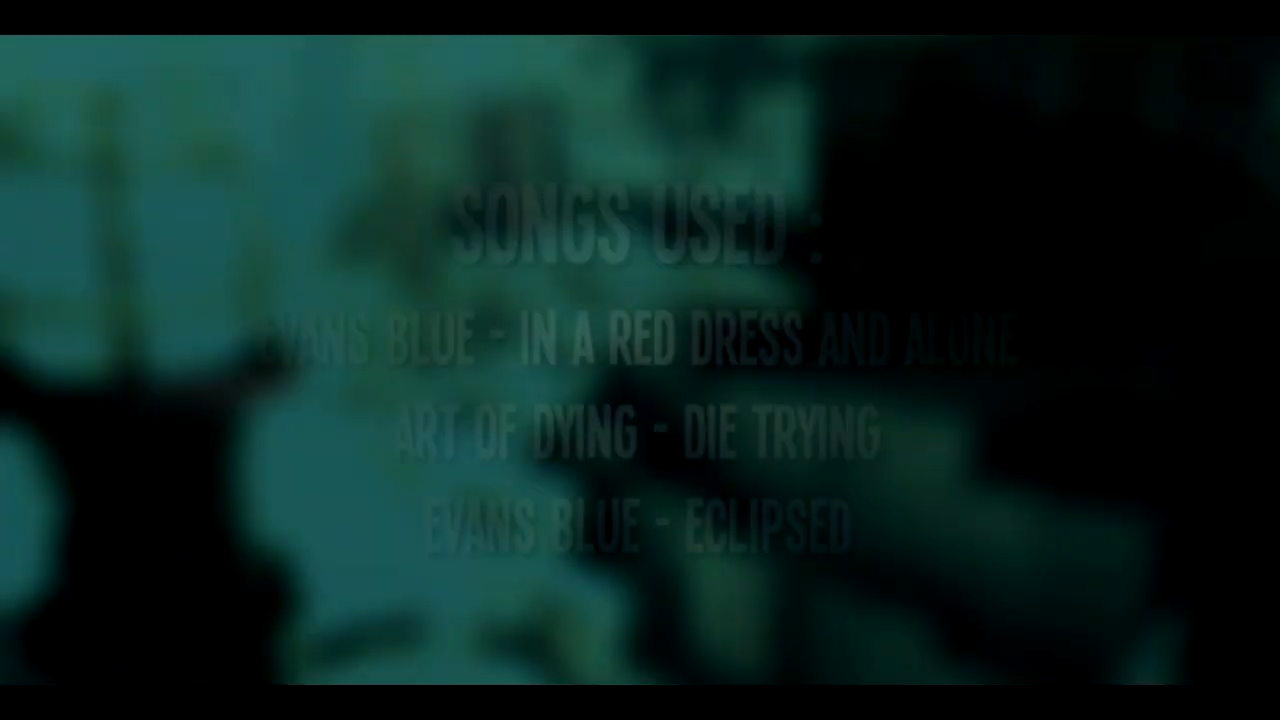 SONGS USED :
EVANS BLUE - IN A RED DRESS AND ALONE
ART OF DYING - DIE TRYING
EVANS BLUE - ECLIPSED